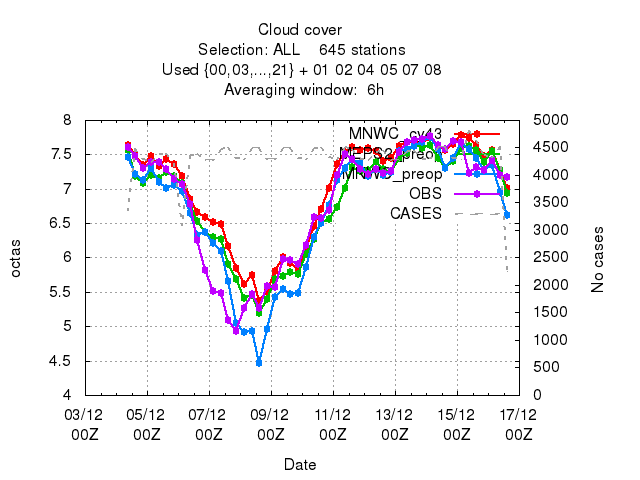 Cloud cover
Selection: ALL 645 stations
Used {00,03,...,21} + 01 02 04 05 07 08
Averaging window: 6h
octas
8
7.5
7
6.5
6
5.5
5
4.5
4
MNWC_cy43
MEPS2_preop
MNWC_preop
OBS
CASES
5000
4500
4000
3500
3000
2500
2000
1500
1000
500
0
No cases
03/12 05/12 07/12 09/12 11/12 13/12 15/12 17/12
00Z 00Z 00Z 00Z 00Z 00Z 00Z 00Z
Date